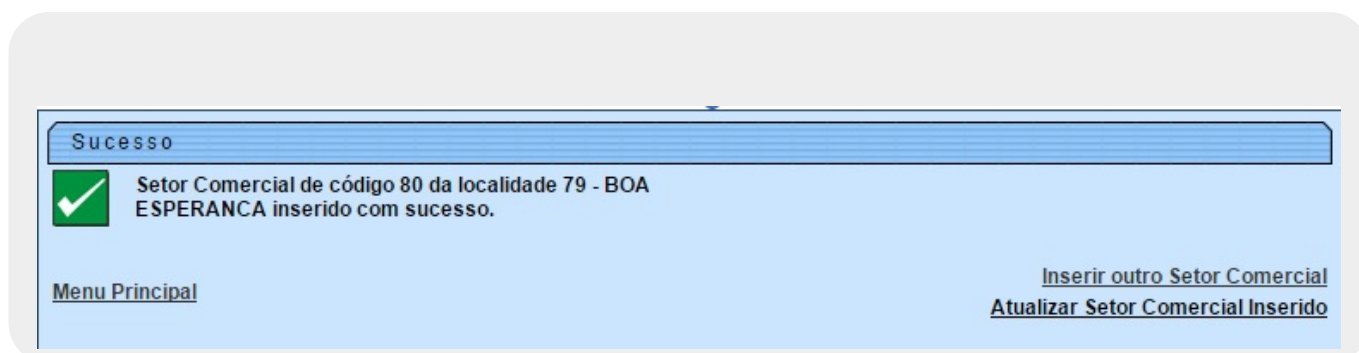 Sucesso
Setor Comercial de código 80 da localidade 79 - BOA
ESPERANCA inserido com sucesso.
Inserir outro Setor Comercial
Menu Principal
Atualizar Setor Comercial Inserido